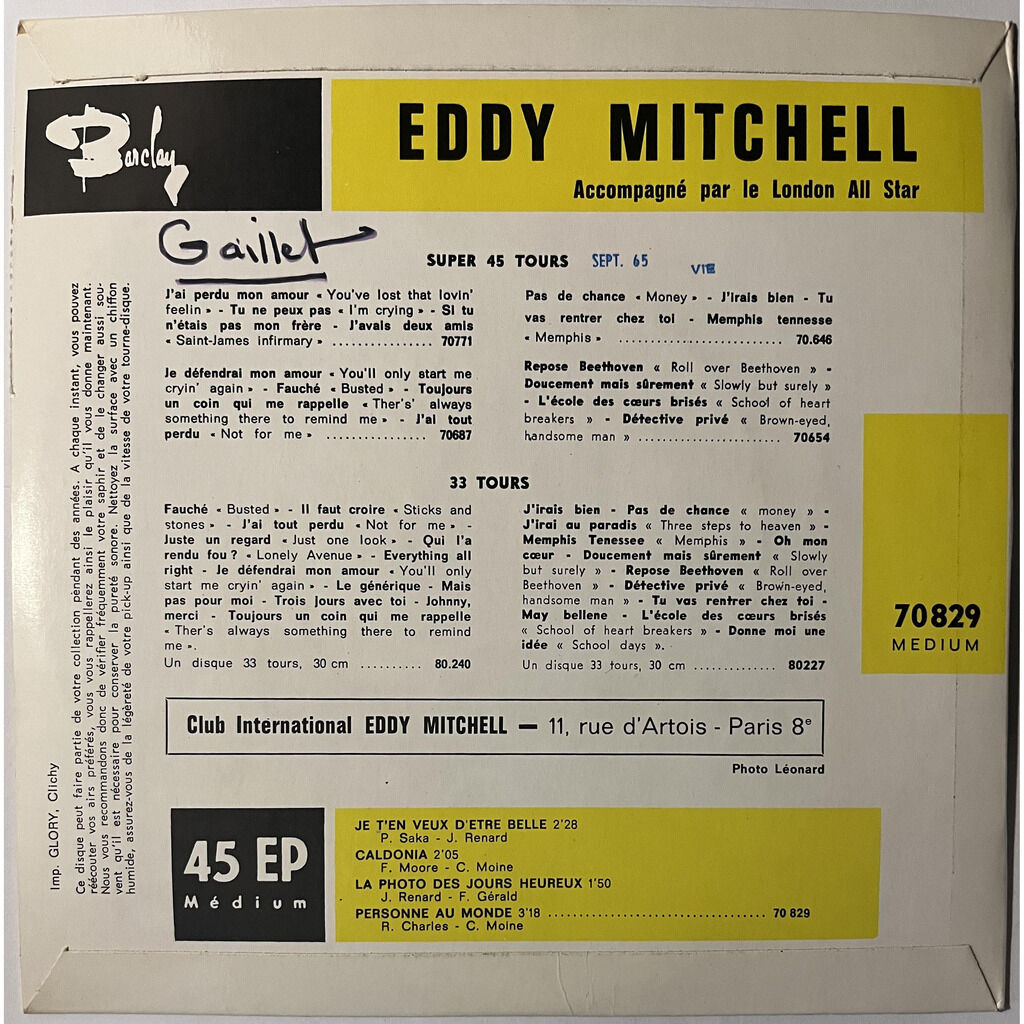 Barclay
EDDY MITCHELL
Accompagné par le London All Star
Gaillet
SUPER 45 TOURS SEPT. 65
VIE
J'ai perdu mon amour « You've lost that lovin'
feelin » - Tu ne peux pas « I'm crying » - Si tu
n'étais pas mon frère - J'avais deux amis
« Saint-James infirmary » ................ 70771
Je défendrai mon amour « You'll only start me
cryin' again » - Fauché « Busted » - Toujours
un coin qui me rappelle « Ther's' always
something there to remind me » - J'ai tout
perdu « Not for me » ................ 70687
Pas de chance « Money » - J'irais bien - Tu
vas rentrer chez toi - Memphis tennesse
« Memphis » ........................ 70.646
Repose Beethoven « Roll over Beethoven » -
Doucement mais sûrement « Slowly but surely »
- L'école des cœurs brisés « School of heart
breakers » - Détective privé « Brown-eyed,
handsome man » ........................ 70654
33 TOURS
Fauché « Busted » - Il faut croire « Sticks and
stones » - J'ai tout perdu « Not for me » -
Juste un regard « Just one look » - Qui l'a
rendu fou ? « Lonely Avenue » - Everything all
right - Je défendrai mon amour « You'll only
start me cryin' again » - Le générique - Mais
pas pour moi - Trois Jours avec toi - Johnny,
merci - Toujours un coin qui me rappelle
« Ther's always something there to remind
me ».
Un disque 33 tours, 30 cm .......... 80.240
J'irais bien - Pas de chance « money » -
J'irai au paradis « Three steps to heaven » -
Memphis Tenessee « Memphis » - Oh mon
cœur - Doucement mais sûrement « Slowly
but surely » - Repose Beethoven « Roll over
Beethoven » - Détective privé « Brown-eyed,
handsome man » - Tu vas rentrer chez toi -
May bellene - L'école des cœurs brisés
« School of heart breakers » - Donne moi une
idée « School days ».
Un disque 33 tours, 30 cm ............. 80227
70829
MEDIUM
Club International EDDY MITCHELL — 11, rue d'Artois - Paris 8e
Photo Léonard
45 EP
Médium
JE T'EN VEUX D'ETRE BELLE 2'28
P. Saka - J. Renard
CALDONIA 2'05
F. Moore - C. Moine
LA PHOTO DES JOURS HEUREUX 1'50
J. Renard - F. Gérald
PERSONNE AU MONDE 3'18 .................................. 70 829
R. Charles - C. Moine
Imp. GLORY, Clichy
Ce disque peut faire partie de votre collection pendant des années. A chaque instant, vous pouvez
réécouter vos airs préférés, vous vous rappellerez ainsi le plaisir qu'il vous donne maintenant.
Nous vous recommandons donc de vérifier fréquemment votre saphir et de le changer aussi sou-
vent qu'il est nécessaire pour conserver la pureté sonore. Nettoyez la surface avec un chiffon
humide, assurez-vous de la légèreté de votre pick-up ainsi que de la vitesse de votre tourne-disque.